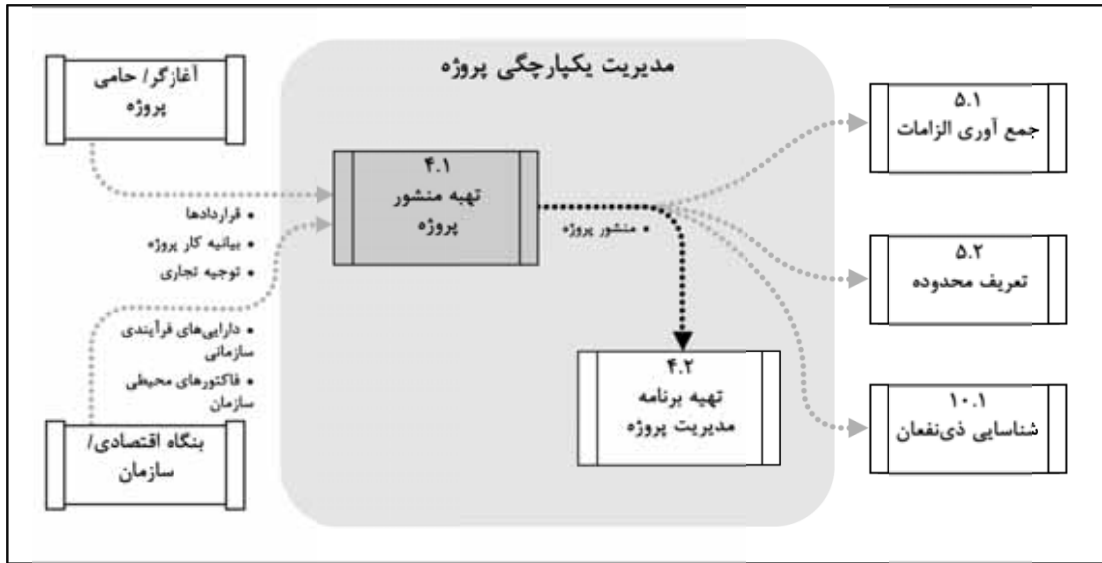 مدیریت یکپارچگی پروژه
آغازگر/ حامی
پروژه
۴.۱
تهیه منشور
پروژه
• قراردادها
• بیانیه کار پروژه
• توجیه تجاری
• دارایی‌های فرآیندی
سازمانی
• فاکتورهای محیطی
سازمان
بنگاه اقتصادی/
سازمان
• منشور پروژه
۴.۲
تهیه برنامه
مدیریت پروژه
۵.۱
جمع آوری الزامات
۵.۲
تعریف محدوده
۱۰.۱
شناسایی ذی‌نفعان